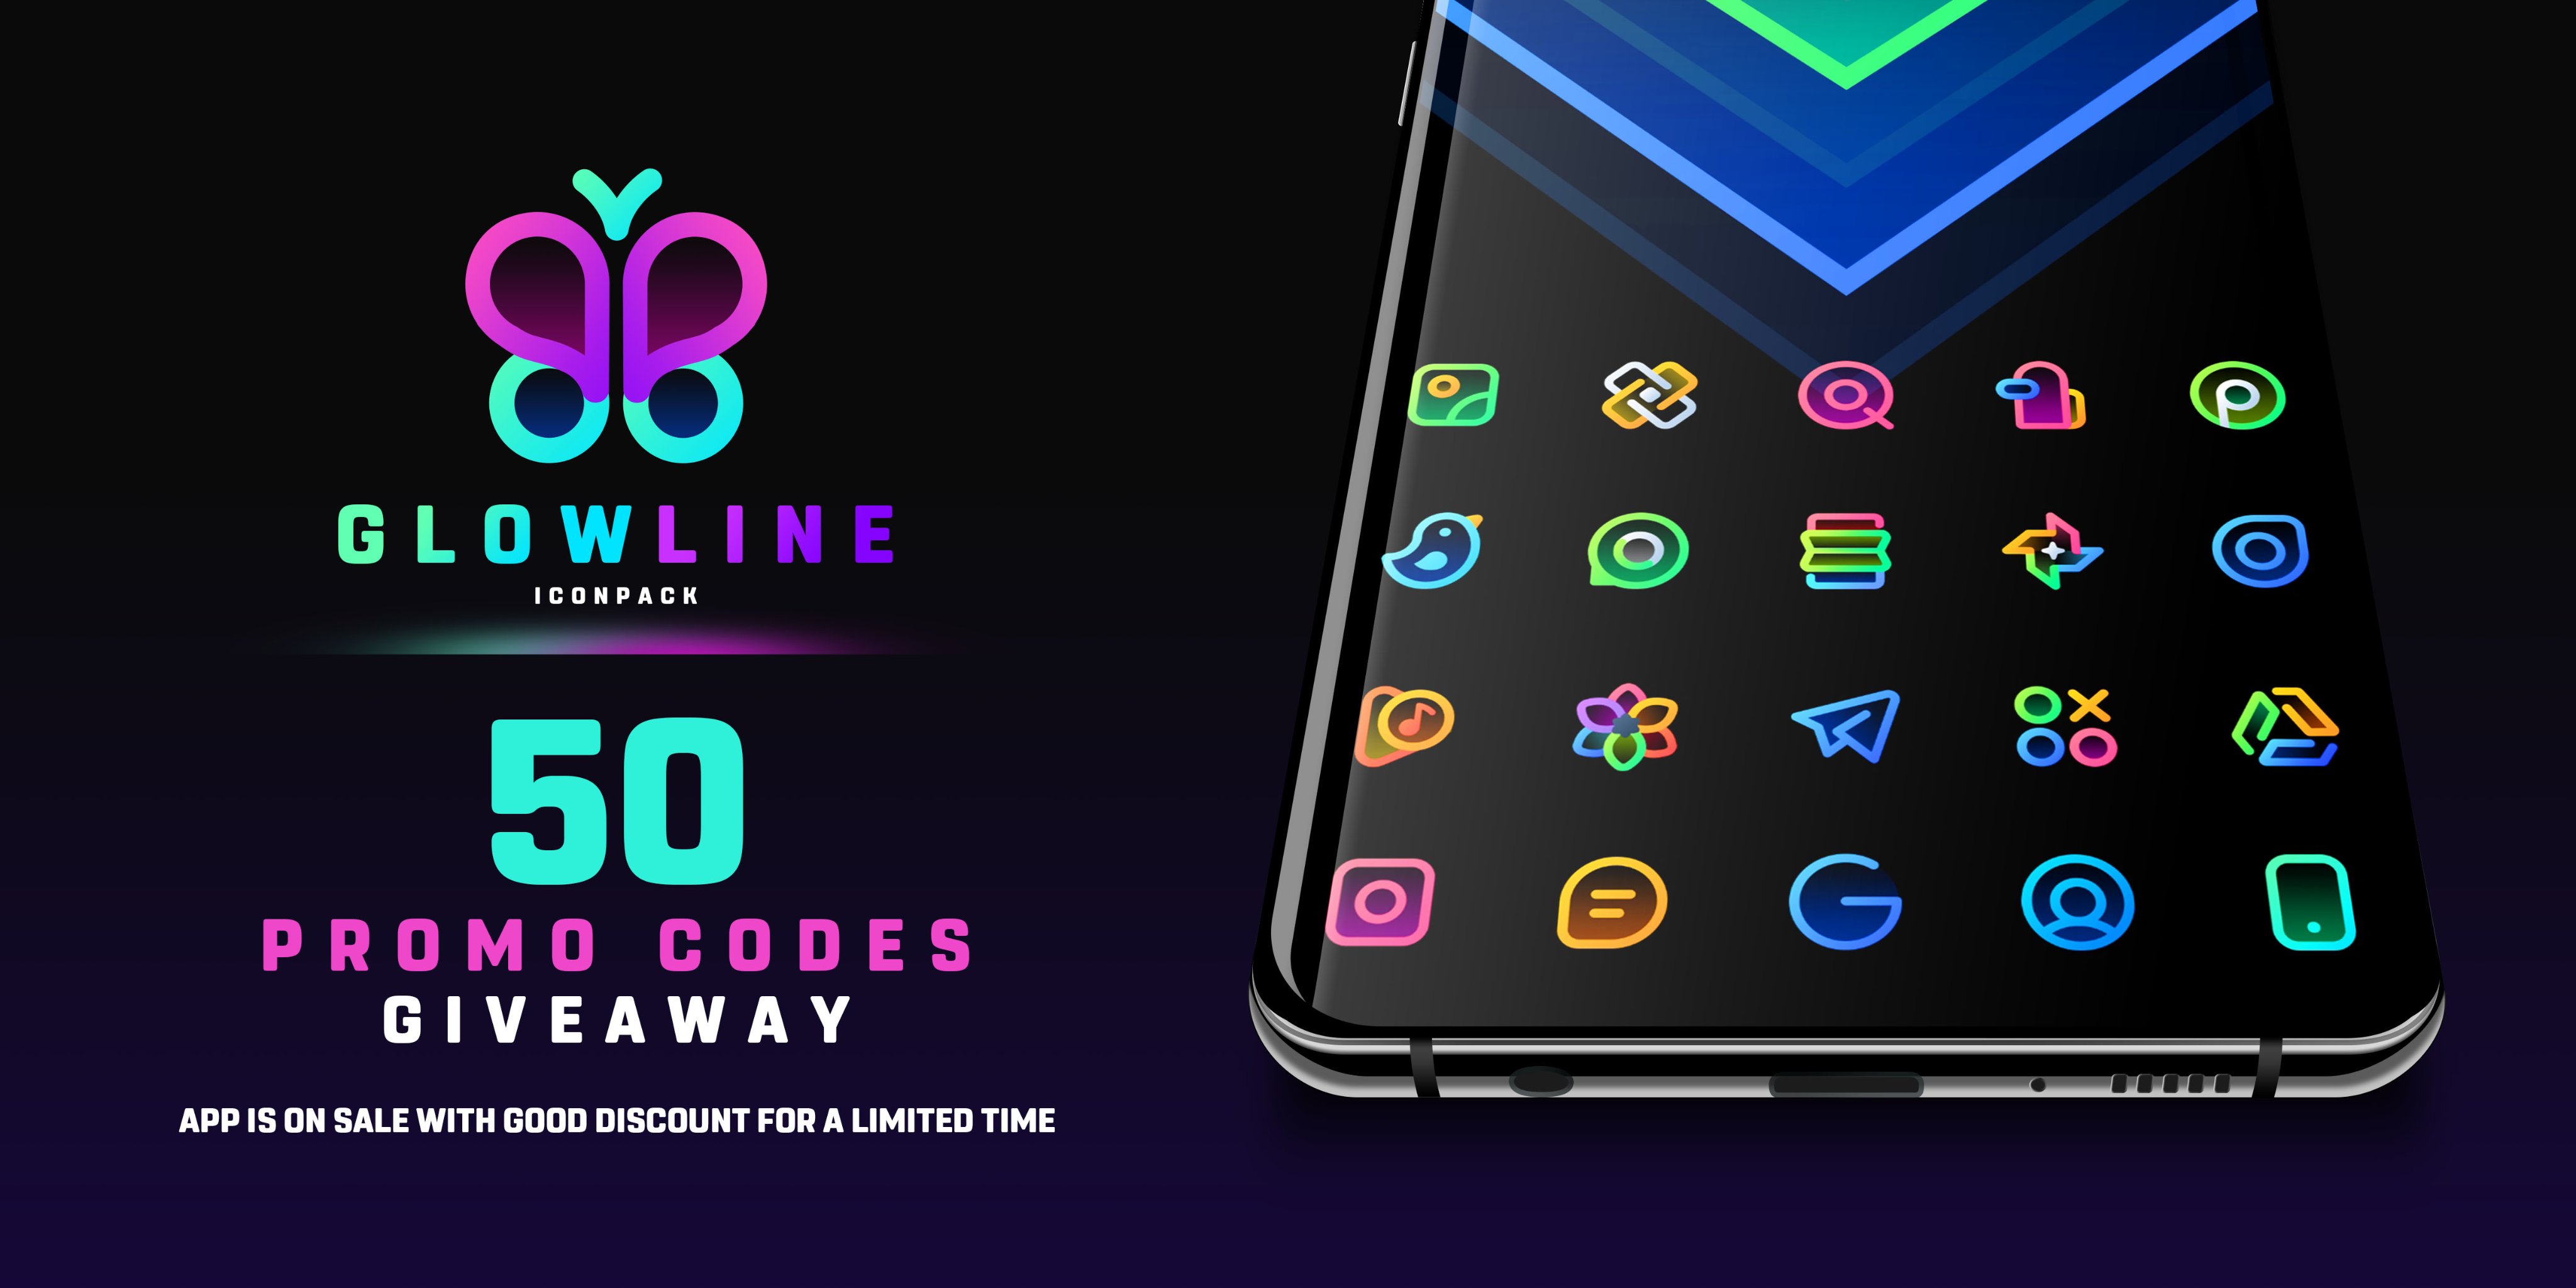 GLOWLINE
ICONPACK
50
PROMO CODES
GIVEAWAY
APP IS ON SALE WITH GOOD DISCOUNT FOR A LIMITED TIME